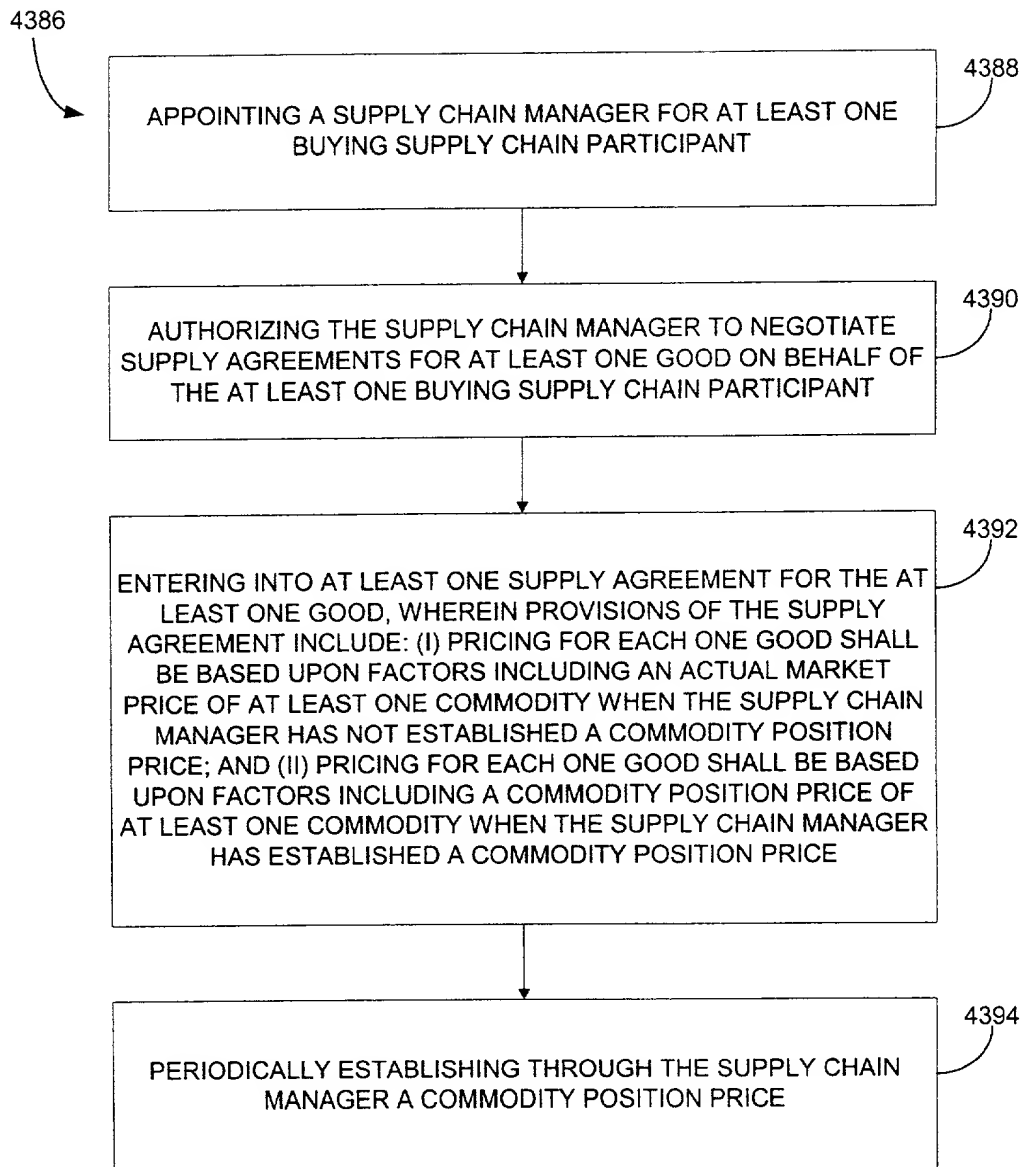 4386
4388
APPOINTING A SUPPLY CHAIN MANAGER FOR AT LEAST ONE
BUYING SUPPLY CHAIN PARTICIPANT
4390
AUTHORIZING THE SUPPLY CHAIN MANAGER TO NEGOTIATE
SUPPLY AGREEMENTS FOR AT LEAST ONE GOOD ON BEHALF OF
THE AT LEAST ONE BUYING SUPPLY CHAIN PARTICIPANT
4392
ENTERING INTO AT LEAST ONE SUPPLY AGREEMENT FOR THE AT
LEAST ONE GOOD, WHEREIN PROVISIONS OF THE SUPPLY
AGREEMENT INCLUDE: (I) PRICING FOR EACH ONE GOOD SHALL
BE BASED UPON FACTORS INCLUDING AN ACTUAL MARKET
PRICE OF AT LEAST ONE COMMODITY WHEN THE SUPPLY CHAIN
MANAGER HAS NOT ESTABLISHED A COMMODITY POSITION
PRICE; AND (II) PRICING FOR EACH ONE GOOD SHALL BE BASED
UPON FACTORS INCLUDING A COMMODITY POSITION PRICE OF
AT LEAST ONE COMMODITY WHEN THE SUPPLY CHAIN MANAGER
HAS ESTABLISHED A COMMODITY POSITION PRICE
4394
PERIODICALLY ESTABLISHING THROUGH THE SUPPLY CHAIN
MANAGER A COMMODITY POSITION PRICE